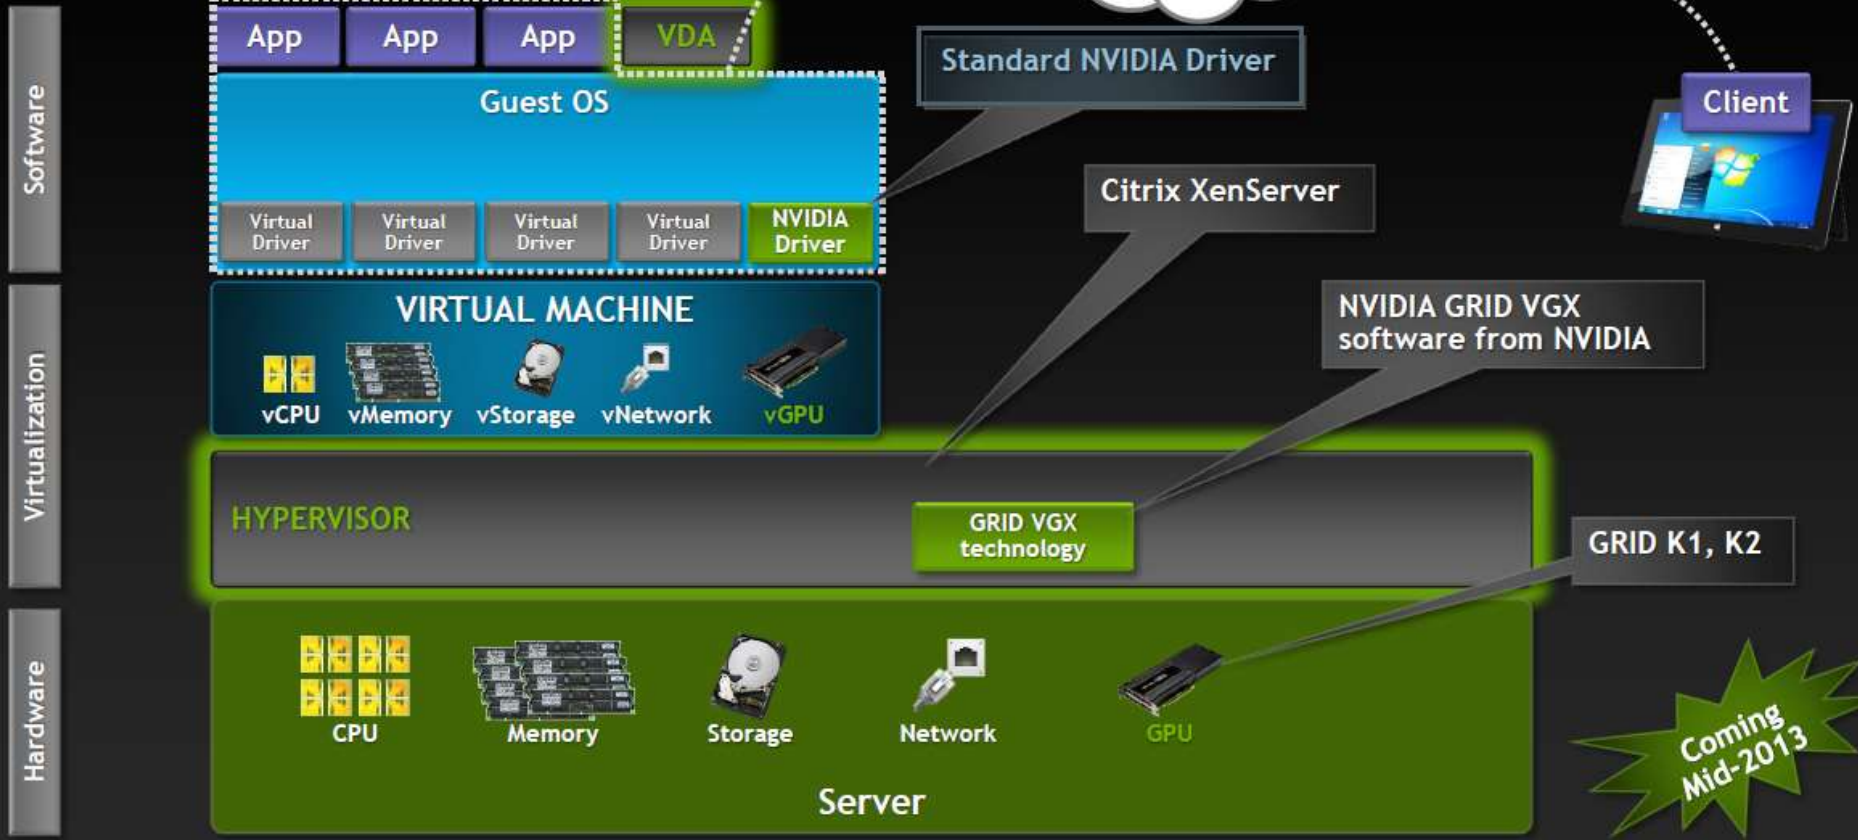 Software
App
App
App
VDA
Standard NVIDIA Driver
Client
Guest OS
Virtual
Driver
Virtual
Driver
Virtual
Driver
Virtual
Driver
NVIDIA
Driver
Citrix XenServer
Virtualization
VIRTUAL MACHINE
vCPU
vMemory
vStorage
vNetwork
vGPU
NVIDIA GRID VGX
software from NVIDIA
HYPERVISOR
GRID VGX
technology
GRID K1, K2
Hardware
CPU
Memory
Storage
Network
GPU
Server
Coming
Mid-2013